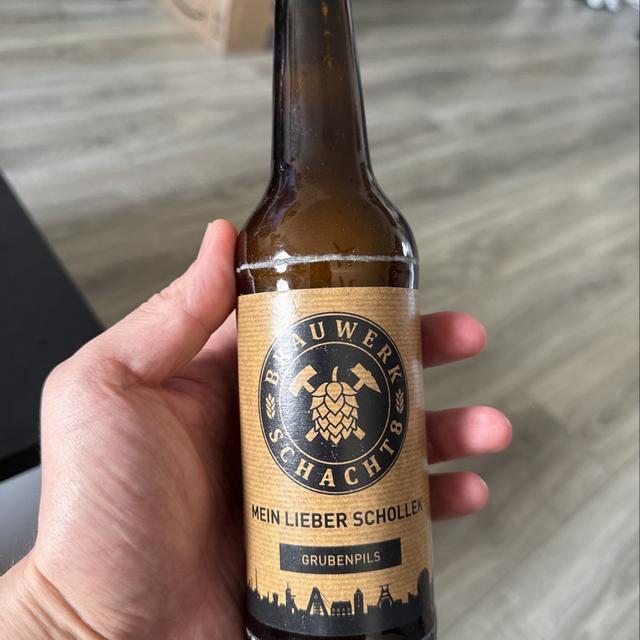 BRAUWERK
SCHACHT 8
MEIN LIEBER SCHOLLEK
GRUBENPILS